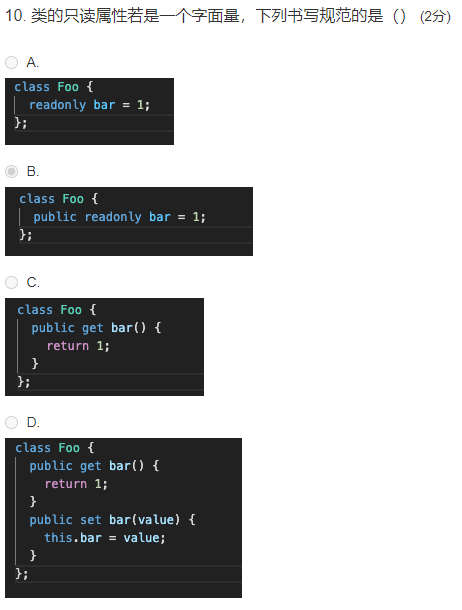 10. 类的只读属性若是一个字面量，下列书写规范的是（） (2分)
A.
class Foo {
readonly bar = 1;
};
B.
class Foo {
public readonly bar = 1;
};
C.
class Foo {
public get bar() {
return 1;
}
};
D.
class Foo {
public get bar() {
return 1;
}
public set bar(value) {
this.bar = value;
}
};